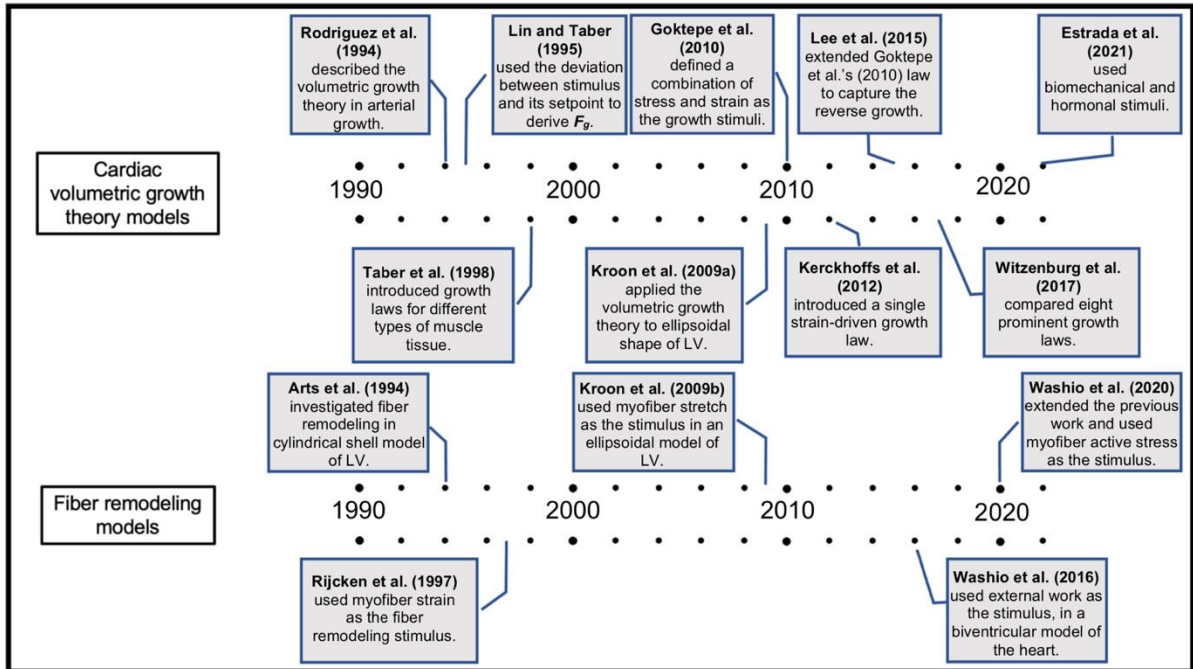 Rodriguez et al.
(1994)
described the
volumetric growth
theory in arterial
growth.
Lin and Taber
(1995)
used the deviation
between stimulus
and its setpoint to
derive Fg.
Goktepe et al.
(2010)
defined a
combination of
stress and strain as
the growth stimuli.
Lee et al. (2015)
extended Goktepe
et al.'s (2010) law
to capture the
reverse growth.
Estrada et al.
(2021)
used
biomechanical and
hormonal stimuli.
Cardiac
volumetric growth
theory models
1990
2000
2010
2020
Taber et al. (1998)
introduced growth
laws for different
types of muscle
tissue.
Kroon et al. (2009a)
applied the
volumetric growth
theory to ellipsoidal
shape of LV.
Kerckhoffs et al.
(2012)
introduced a single
strain-driven growth
law.
Witzenburg et al.
(2017)
compared eight
prominent growth
laws.
Arts et al. (1994)
investigated fiber
remodeling in
cylindrical shell model
of LV.
Kroon et al. (2009b)
used myofiber stretch
as the stimulus in an
ellipsoidal model of
LV.
Washio et al. (2020)
extended the previous
work and used
myofiber active stress
as the stimulus.
Fiber remodeling
models
1990
2000
2010
2020
Rijcken et al. (1997)
used myofiber strain
as the fiber
remodeling stimulus.
Washio et al. (2016)
used external work as
the stimulus, in a
biventricular model of
the heart.